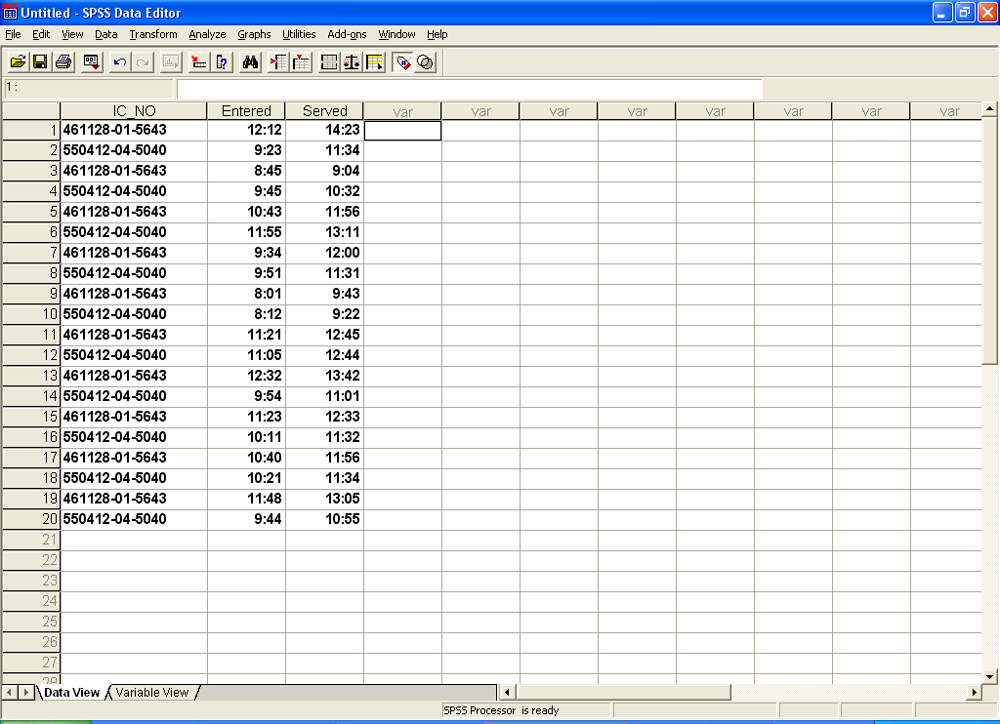 Untitled - SPSS Data Editor
File Edit View Data Transform Analyze Graphs Utilities Add-ons Window Help
1 :
IC_NO Entered Served var var var var var var var var
1 461128-01-5643 12:12 14:23
2 550412-04-5040 9:23 11:34
3 461128-01-5643 8:45 9:04
4 550412-04-5040 9:45 10:32
5 461128-01-5643 10:43 11:56
6 550412-04-5040 11:55 13:11
7 461128-01-5643 9:34 12:00
8 550412-04-5040 9:51 11:31
9 461128-01-5643 8:01 9:43
10 550412-04-5040 8:12 9:22
11 461128-01-5643 11:21 12:45
12 550412-04-5040 11:05 12:44
13 461128-01-5643 12:32 13:42
14 550412-04-5040 9:54 11:01
15 461128-01-5643 11:23 12:33
16 550412-04-5040 10:11 11:32
17 461128-01-5643 10:40 11:56
18 550412-04-5040 10:21 11:34
19 461128-01-5643 11:48 13:05
20 550412-04-5040 9:44 10:55
21
22
23
24
25
26
27
28
Data View Variable View
SPSS Processor is ready